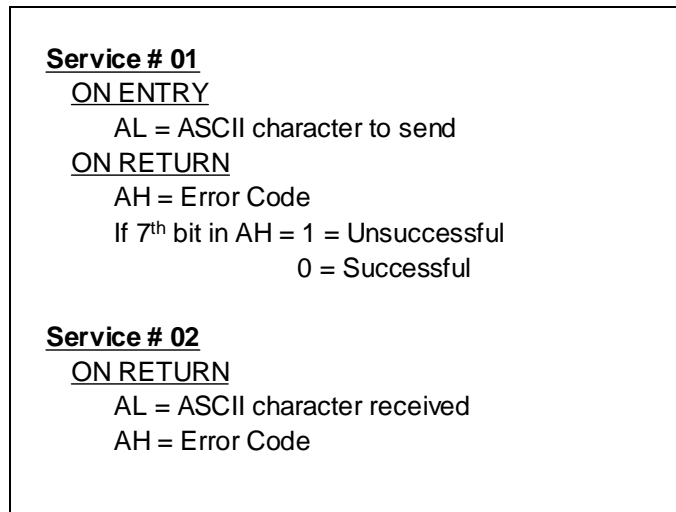 Service # 01
ON ENTRY
AL = ASCII character to send
ON RETURN
AH = Error Code
If 7th bit in AH = 1 = Unsuccessful
0 = Successful
Service # 02
ON RETURN
AL = ASCII character received
AH = Error Code